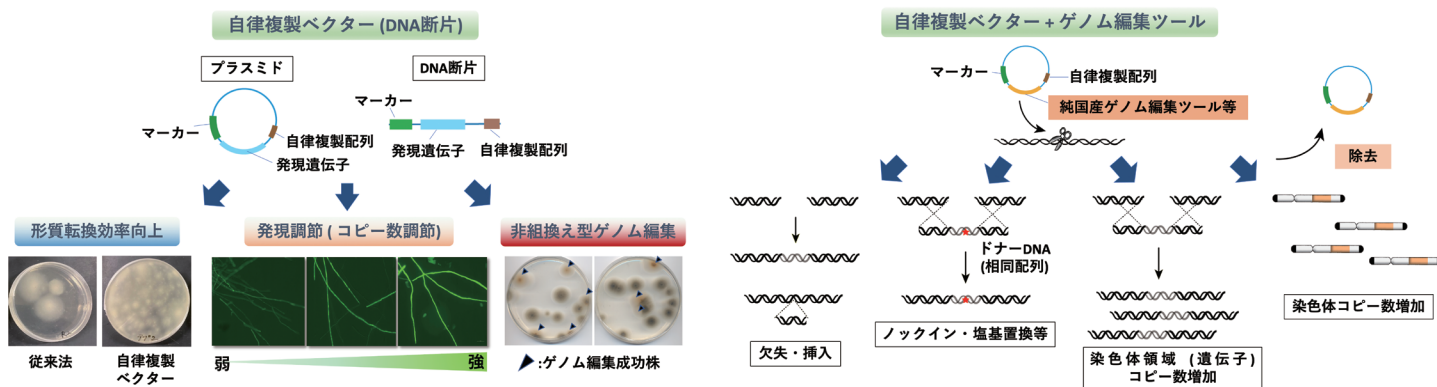 自律複製ベクター (DNA断片)
プラスミド
マーカー
自律複製配列
発現遺伝子
DNA断片
マーカー
発現遺伝子
自律複製配列
形質転換効率向上
従来法
自律複製
ベクター
発現調節 ( コピー数調節)
弱
強
非組換え型ゲノム編集
:ゲノム編集成功株
自律複製ベクター + ゲノム編集ツール
マーカー
自律複製配列
純国産ゲノム編集ツール等
除去
欠失・挿入
ドナーDNA
(相同配列)
ノックイン・塩基置換等
染色体領域 (遺伝子)
コピー数増加
染色体コピー数増加